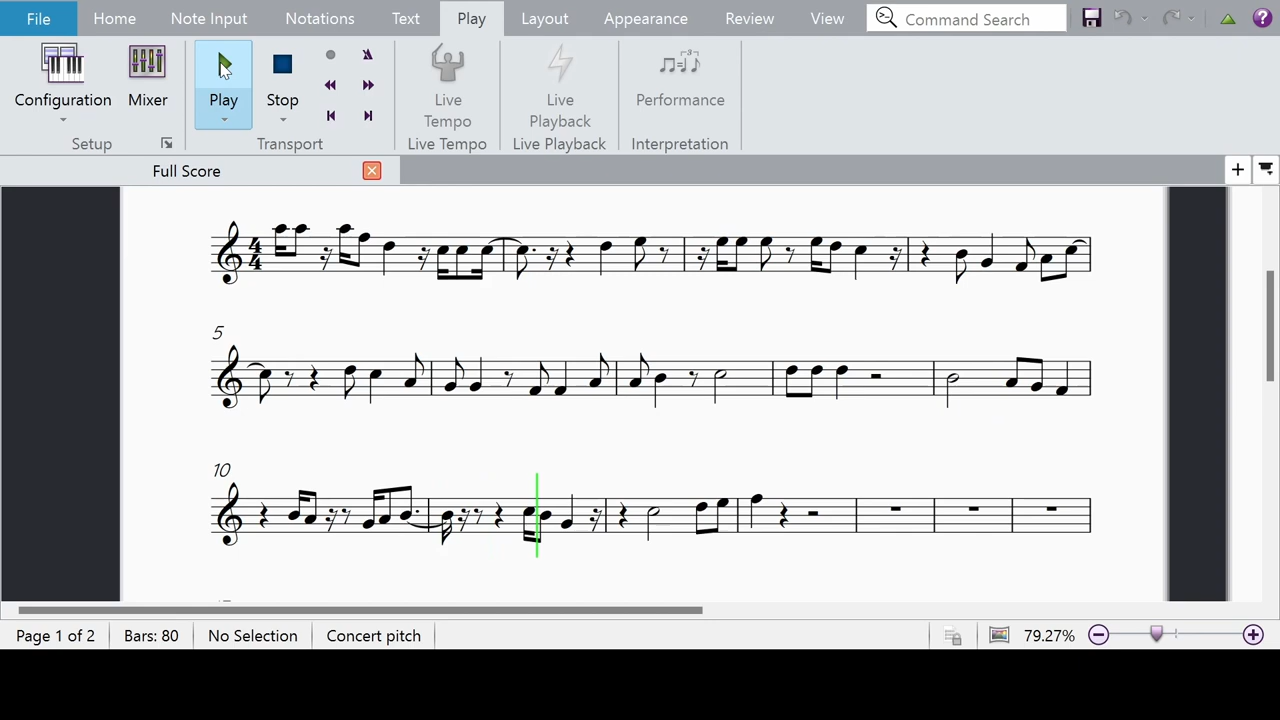 File Home Note Input Notations Text Play Layout Appearance Review View Command Search
Configuration Mixer Play Stop Live Tempo Live Playback Performance
Setup Transport Live Tempo Live Playback Interpretation
Full Score
4
4
5
10
Page 1 of 2 Bars: 80 No Selection Concert pitch 79.27%